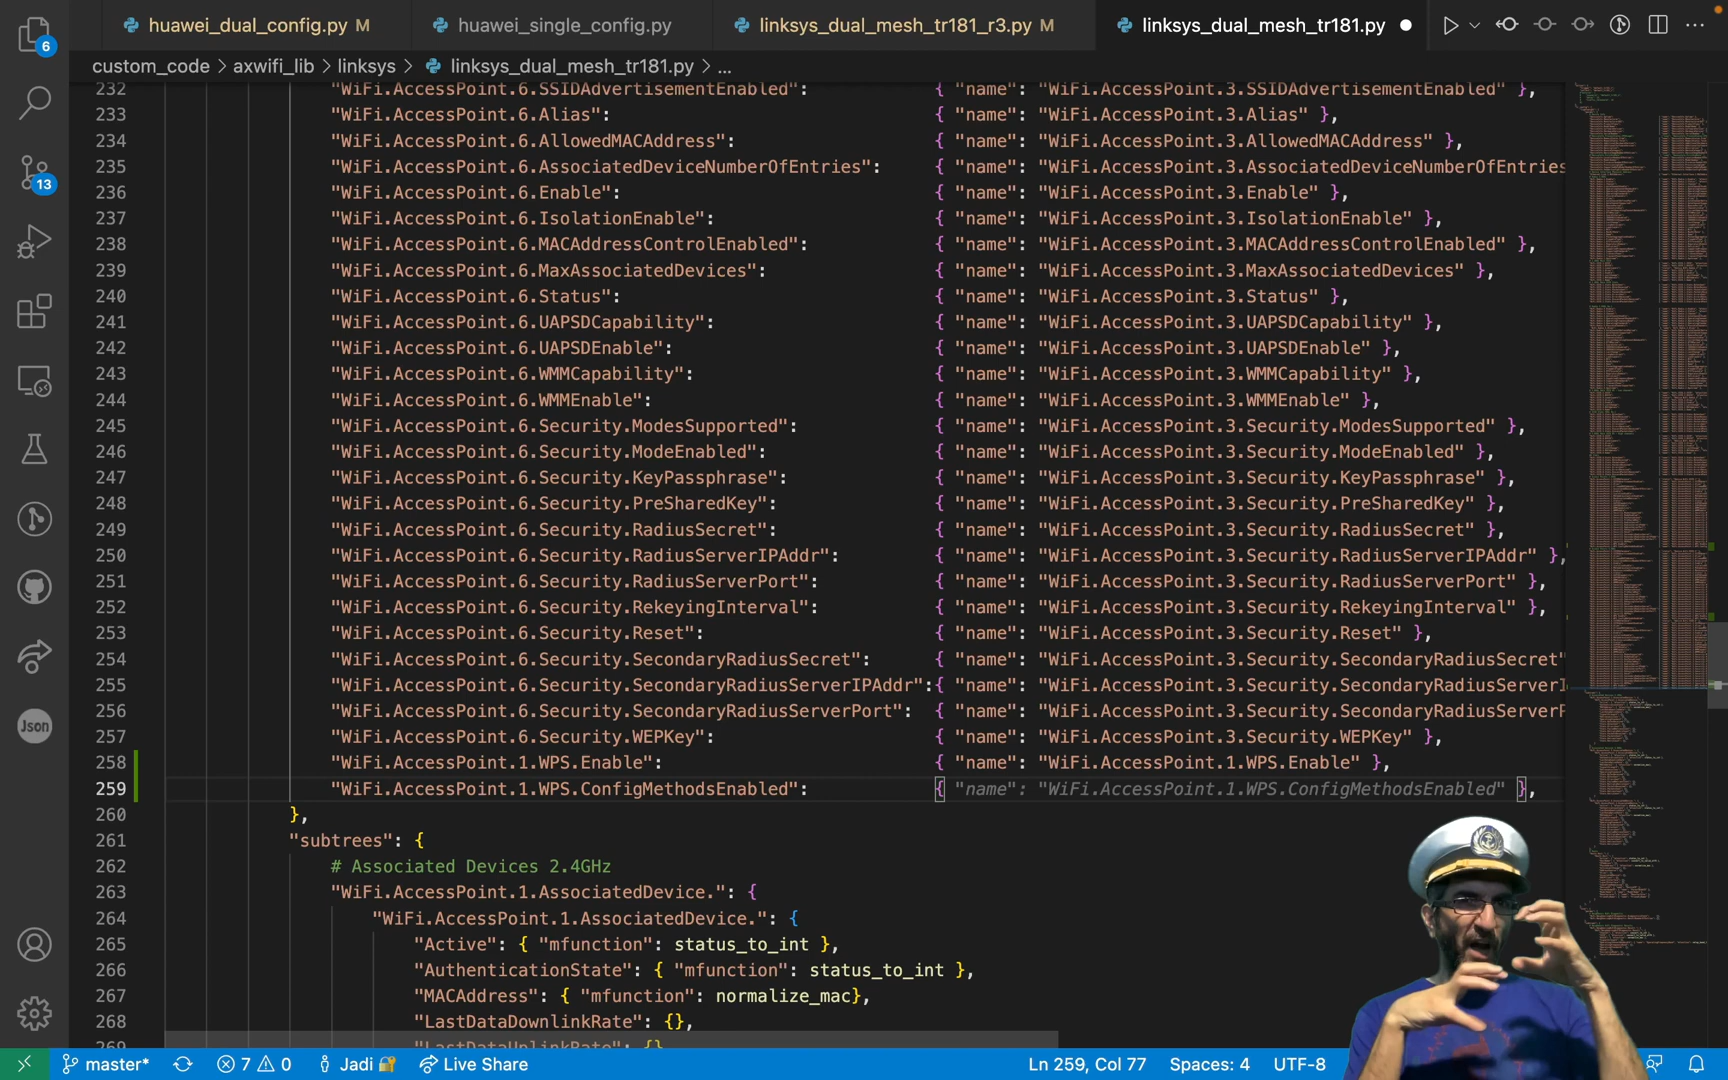 huawei_dual_config.py M
huawei_single_config.py
linksys_dual_mesh_tr181_r3.py M
linksys_dual_mesh_tr181.py
custom_code > axwifi_lib > linksys > linksys_dual_mesh_tr181.py > ...
232 "WiFi.AccessPoint.6.SSIDAdvertisementEnabled": { "name": "WiFi.AccessPoint.3.SSIDAdvertisementEnabled" },
233 "WiFi.AccessPoint.6.Alias": { "name": "WiFi.AccessPoint.3.Alias" },
234 "WiFi.AccessPoint.6.AllowedMACAddress": { "name": "WiFi.AccessPoint.3.AllowedMACAddress" },
235 "WiFi.AccessPoint.6.AssociatedDeviceNumberOfEntries": { "name": "WiFi.AccessPoint.3.AssociatedDeviceNumberOfEntries
236 "WiFi.AccessPoint.6.Enable": { "name": "WiFi.AccessPoint.3.Enable" },
237 "WiFi.AccessPoint.6.IsolationEnable": { "name": "WiFi.AccessPoint.3.IsolationEnable" },
238 "WiFi.AccessPoint.6.MACAddressControlEnabled": { "name": "WiFi.AccessPoint.3.MACAddressControlEnabled" },
239 "WiFi.AccessPoint.6.MaxAssociatedDevices": { "name": "WiFi.AccessPoint.3.MaxAssociatedDevices" },
240 "WiFi.AccessPoint.6.Status": { "name": "WiFi.AccessPoint.3.Status" },
241 "WiFi.AccessPoint.6.UAPSDCapability": { "name": "WiFi.AccessPoint.3.UAPSDCapability" },
242 "WiFi.AccessPoint.6.UAPSDEnable": { "name": "WiFi.AccessPoint.3.UAPSDEnable" },
243 "WiFi.AccessPoint.6.WMMCapability": { "name": "WiFi.AccessPoint.3.WMMCapability" },
244 "WiFi.AccessPoint.6.WMMEnable": { "name": "WiFi.AccessPoint.3.WMMEnable" },
245 "WiFi.AccessPoint.6.Security.ModesSupported": { "name": "WiFi.AccessPoint.3.Security.ModesSupported" },
246 "WiFi.AccessPoint.6.Security.ModeEnabled": { "name": "WiFi.AccessPoint.3.Security.ModeEnabled" },
247 "WiFi.AccessPoint.6.Security.KeyPassphrase": { "name": "WiFi.AccessPoint.3.Security.KeyPassphrase" },
248 "WiFi.AccessPoint.6.Security.PreSharedKey": { "name": "WiFi.AccessPoint.3.Security.PreSharedKey" },
249 "WiFi.AccessPoint.6.Security.RadiusSecret": { "name": "WiFi.AccessPoint.3.Security.RadiusSecret" },
250 "WiFi.AccessPoint.6.Security.RadiusServerIPAddr": { "name": "WiFi.AccessPoint.3.Security.RadiusServerIPAddr" },
251 "WiFi.AccessPoint.6.Security.RadiusServerPort": { "name": "WiFi.AccessPoint.3.Security.RadiusServerPort" },
252 "WiFi.AccessPoint.6.Security.RekeyingInterval": { "name": "WiFi.AccessPoint.3.Security.RekeyingInterval" },
253 "WiFi.AccessPoint.6.Security.Reset": { "name": "WiFi.AccessPoint.3.Security.Reset" },
254 "WiFi.AccessPoint.6.Security.SecondaryRadiusSecret": { "name": "WiFi.AccessPoint.3.Security.SecondaryRadiusSecret"
255 "WiFi.AccessPoint.6.Security.SecondaryRadiusServerIPAddr":{ "name": "WiFi.AccessPoint.3.Security.SecondaryRadiusServerI
256 "WiFi.AccessPoint.6.Security.SecondaryRadiusServerPort": { "name": "WiFi.AccessPoint.3.Security.SecondaryRadiusServerP
257 "WiFi.AccessPoint.6.Security.WEPKey": { "name": "WiFi.AccessPoint.3.Security.WEPKey" },
258 "WiFi.AccessPoint.1.WPS.Enable": { "name": "WiFi.AccessPoint.1.WPS.Enable" },
259 "WiFi.AccessPoint.1.WPS.ConfigMethodsEnabled": { "name": "WiFi.AccessPoint.1.WPS.ConfigMethodsEnabled" },
260 },
261 "subtrees": {
262 # Associated Devices 2.4GHz
263 "WiFi.AccessPoint.1.AssociatedDevice.": {
264 "WiFi.AccessPoint.1.AssociatedDevice.": {
265 "Active": { "mfunction": status_to_int },
266 "AuthenticationState": { "mfunction": status_to_int },
267 "MACAddress": { "mfunction": normalize_mac},
268 "LastDataDownlinkRate": {},
269 "LastDataUplinkRate": {}
6
13
Json
master* 7 0 Jadi Live Share Ln 259, Col 77 Spaces: 4 UTF-8